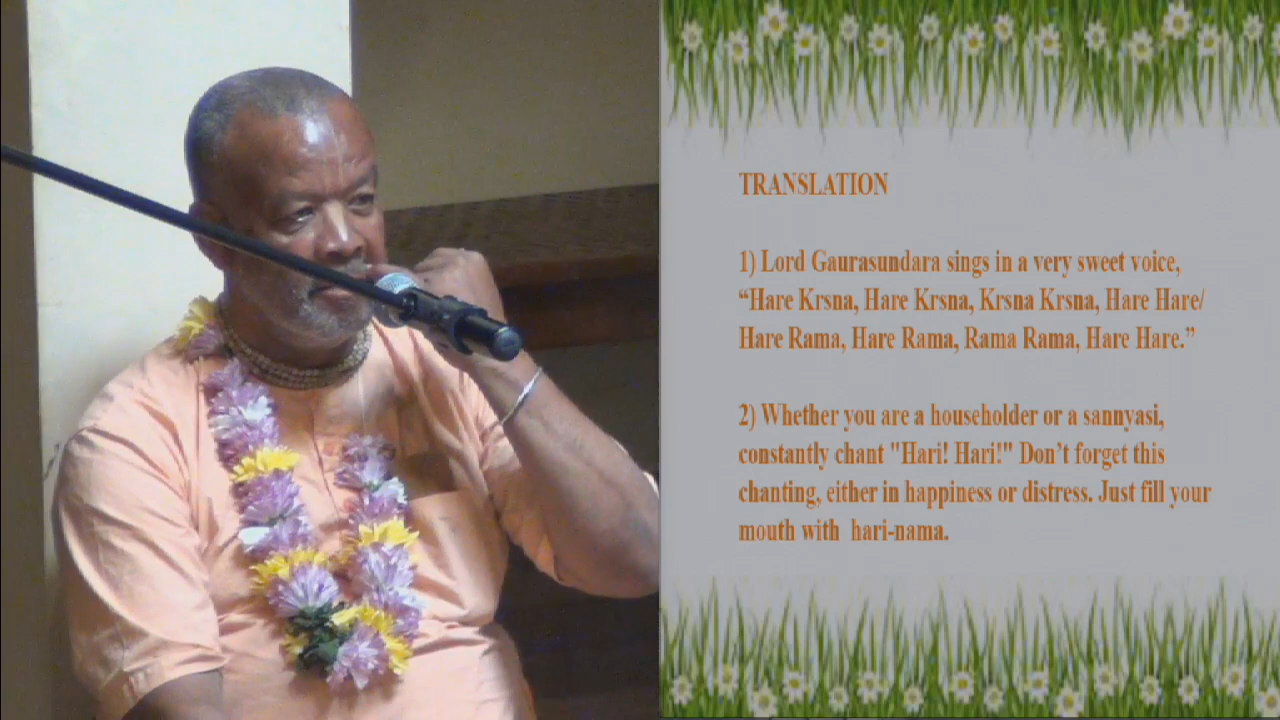 TRANSLATION
1) Lord Gaurasundara sings in a very sweet voice,
“Hare Krsna, Hare Krsna, Krsna Krsna, Hare Hare/
Hare Rama, Hare Rama, Rama Rama, Hare Hare.”
2) Whether you are a householder or a sannyasi,
constantly chant "Hari! Hari!" Don’t forget this
chanting, either in happiness or distress. Just fill your
mouth with hari-nama.